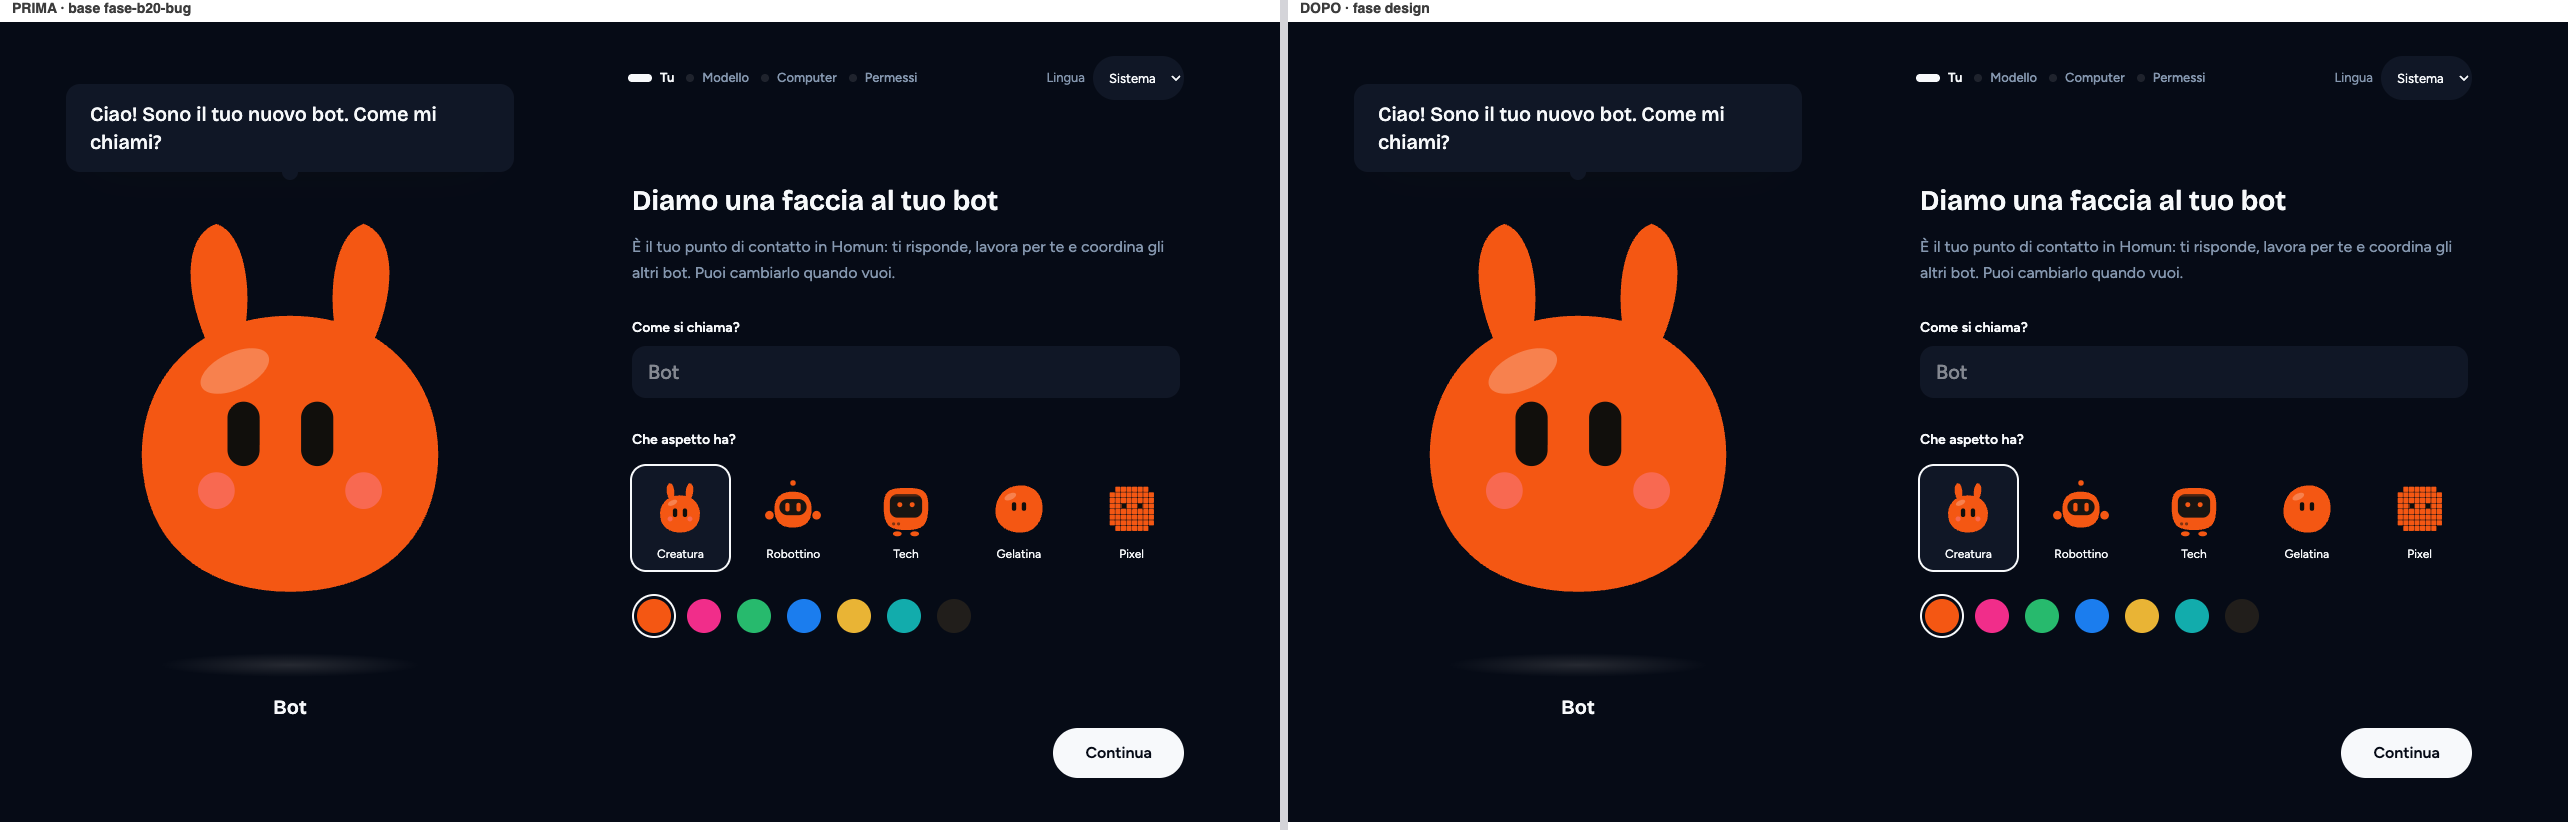 PRIMA · base fase-b20-bug
Tu Modello Computer Permessi
Lingua Sistema
Ciao! Sono il tuo nuovo bot. Come mi
chiami?
Diamo una faccia al tuo bot
È il tuo punto di contatto in Homun: ti risponde, lavora per te e coordina gli
altri bot. Puoi cambiarlo quando vuoi.
Come si chiama?
Bot
Che aspetto ha?
Creatura Robottino Tech Gelatina Pixel
Bot
Continua
DOPO · fase design
Tu Modello Computer Permessi
Lingua Sistema
Ciao! Sono il tuo nuovo bot. Come mi
chiami?
Diamo una faccia al tuo bot
È il tuo punto di contatto in Homun: ti risponde, lavora per te e coordina gli
altri bot. Puoi cambiarlo quando vuoi.
Come si chiama?
Bot
Che aspetto ha?
Creatura Robottino Tech Gelatina Pixel
Bot
Continua